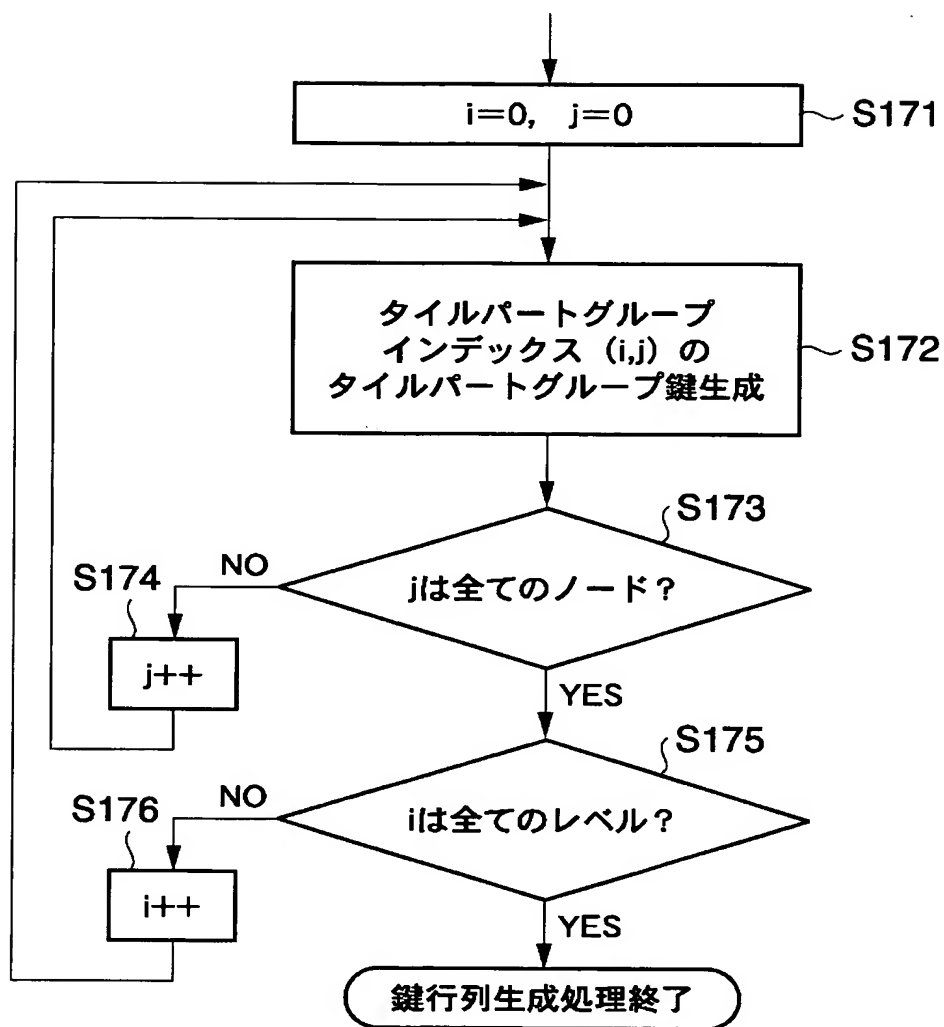 i=0, j=0
S171
タイルパートグループ
インデックス (i,j) の
タイルパートグループ鍵生成
S172
S173
jは全てのノード?
NO
S174
j++
YES
S175
iは全てのレベル?
NO
S176
i++
YES
鍵行列生成処理終了